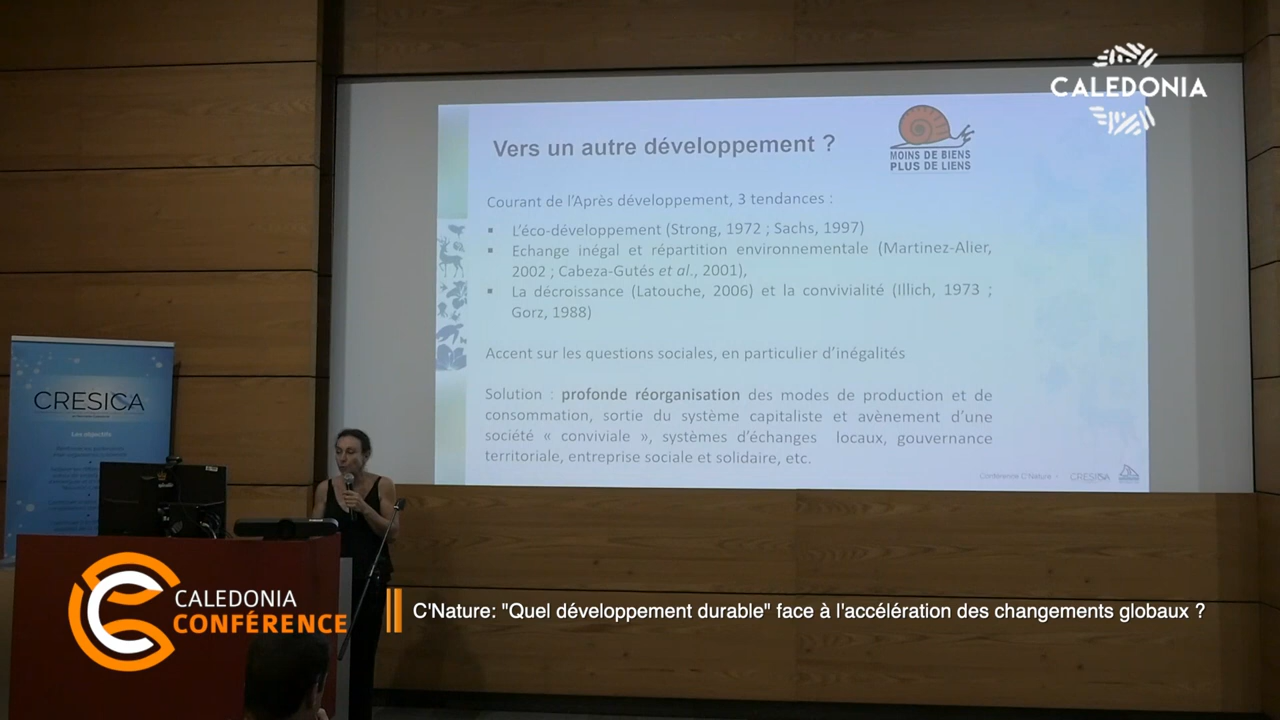 CALEDONIA
Vers un autre développement ?
MOINS DE BIENS
PLUS DE LIENS
Courant de l'Après développement, 3 tendances :
▪ L'éco-développement (Strong, 1972 ; Sachs, 1997)
▪ Echange inégal et répartition environnementale (Martinez-Alier,
2002 ; Cabeza-Gutés et al., 2001),
▪ La décroissance (Latouche, 2006) et la convivialité (Illich, 1973 ;
Gorz, 1988)
Accent sur les questions sociales, en particulier d'inégalités
Solution : profonde réorganisation des modes de production et de
consommation, sortie du système capitaliste et avènement d'une
société « conviviale », systèmes d'échanges locaux, gouvernance
territoriale, entreprise sociale et solidaire, etc.
Conférence C'Nature
CRESICA
CRESICA
Les objectifs
CALEDONIA
CONFÉRENCE
C'Nature: "Quel développement durable" face à l'accélération des changements globaux ?